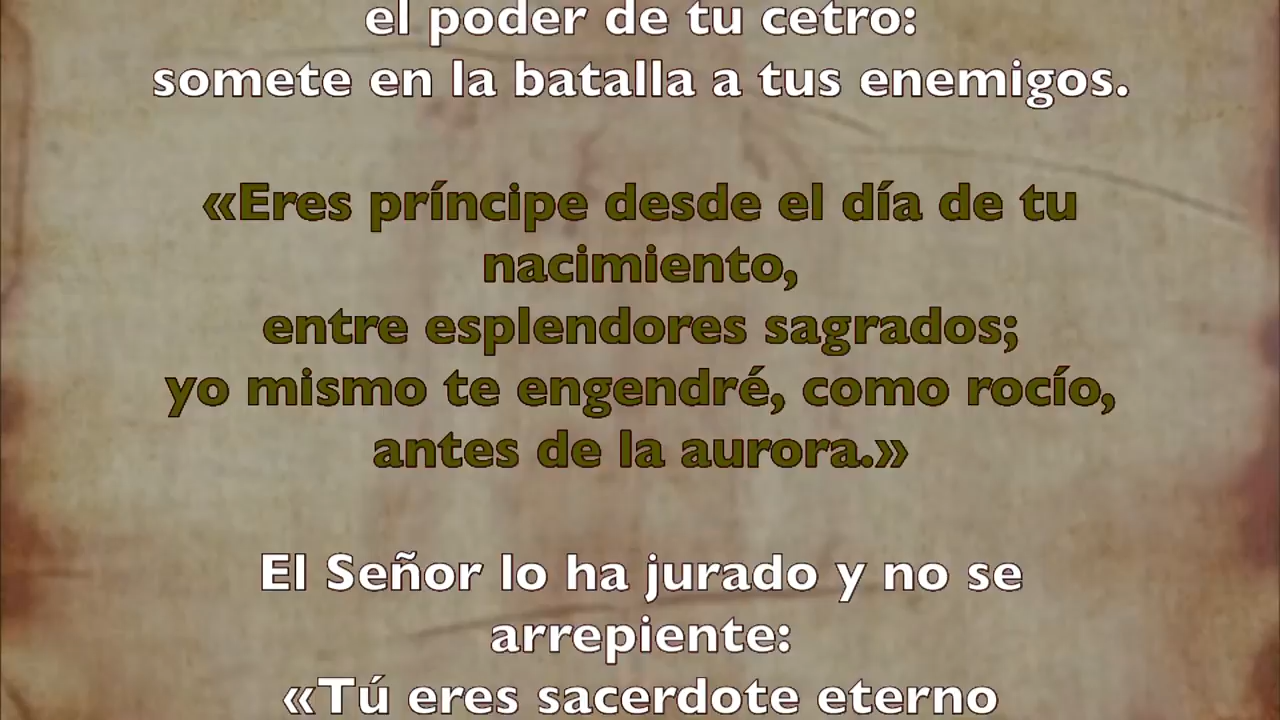 el poder de tu cetro:
somete en la batalla a tus enemigos.
«Eres príncipe desde el día de tu
nacimiento,
entre esplendores sagrados;
yo mismo te engendré, como rocío,
antes de la aurora.»
El Señor lo ha jurado y no se
arrepiente:
«Tú eres sacerdote eterno